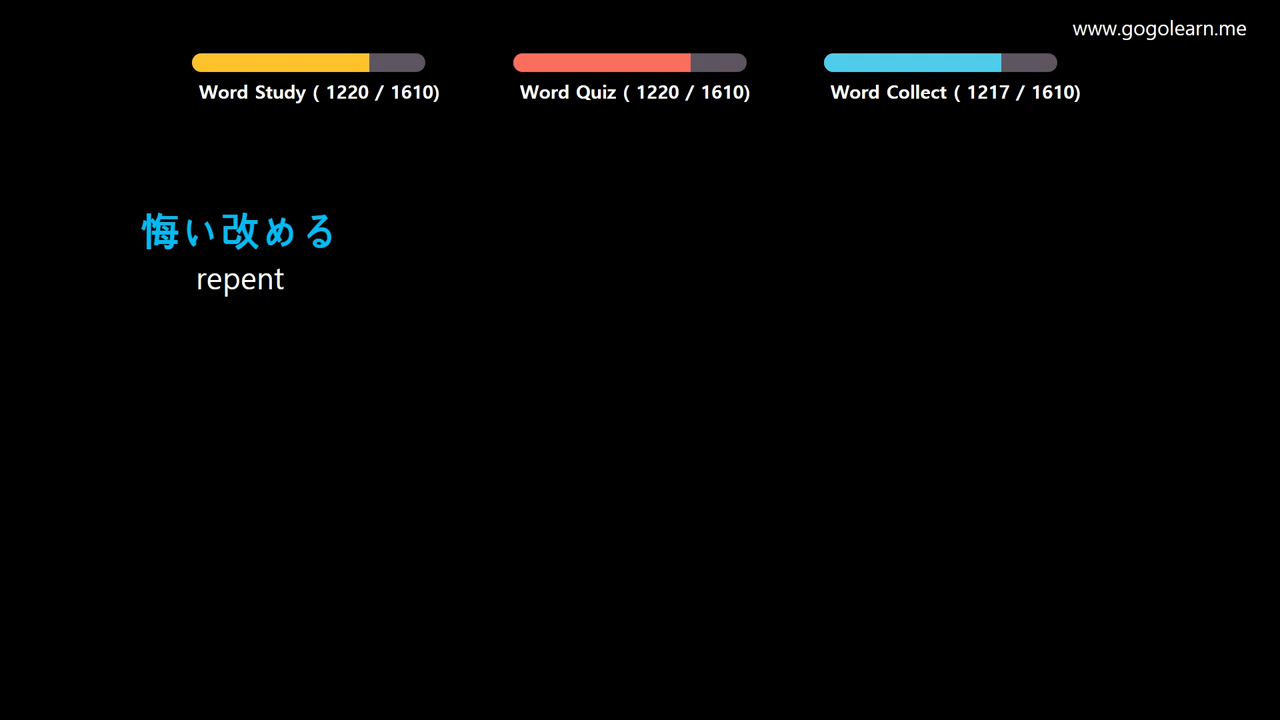 www.gogolearn.me
Word Study ( 1220 / 1610)
Word Quiz ( 1220 / 1610)
Word Collect ( 1217 / 1610)
悔い改める
repent